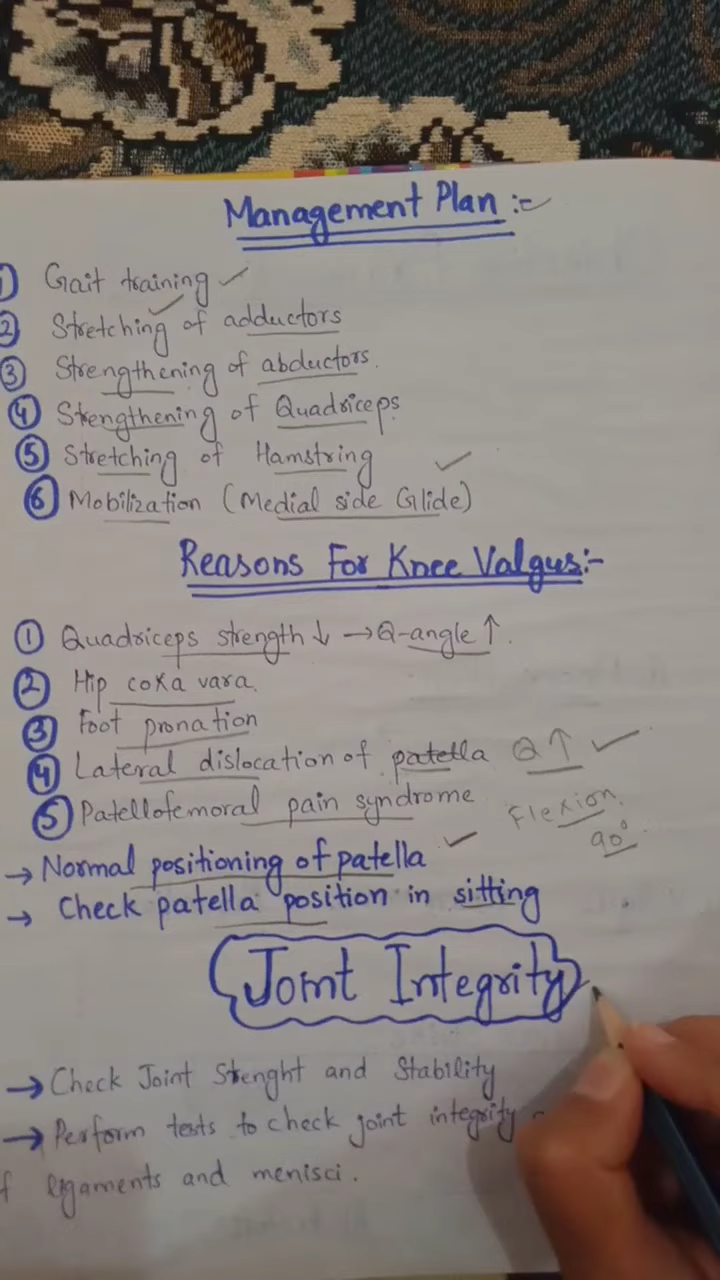 Management Plan :-
① Gait training ✓
② Stretching of adductors
③ Strengthening of abductors.
④ Strengthening of Quadriceps
⑤ Stretching of Hamstring ✓
⑥ Mobilization (Medial side Glide)
Reasons For Knee Valgus:-
① Quadriceps strength ↓ → Q-angle ↑.
② Hip coxa vara.
③ Foot pronation
④ Lateral dislocation of patella Q ↑ ✓
⑤ Patellofemoral pain syndrome Flexion
90°
→ Normal positioning of patella ✓
→ Check patella position in sitting
Joint Integrity
→ Check Joint Strenght and Stability
→ Perform tests to check joint integrity
ligaments and menisci.